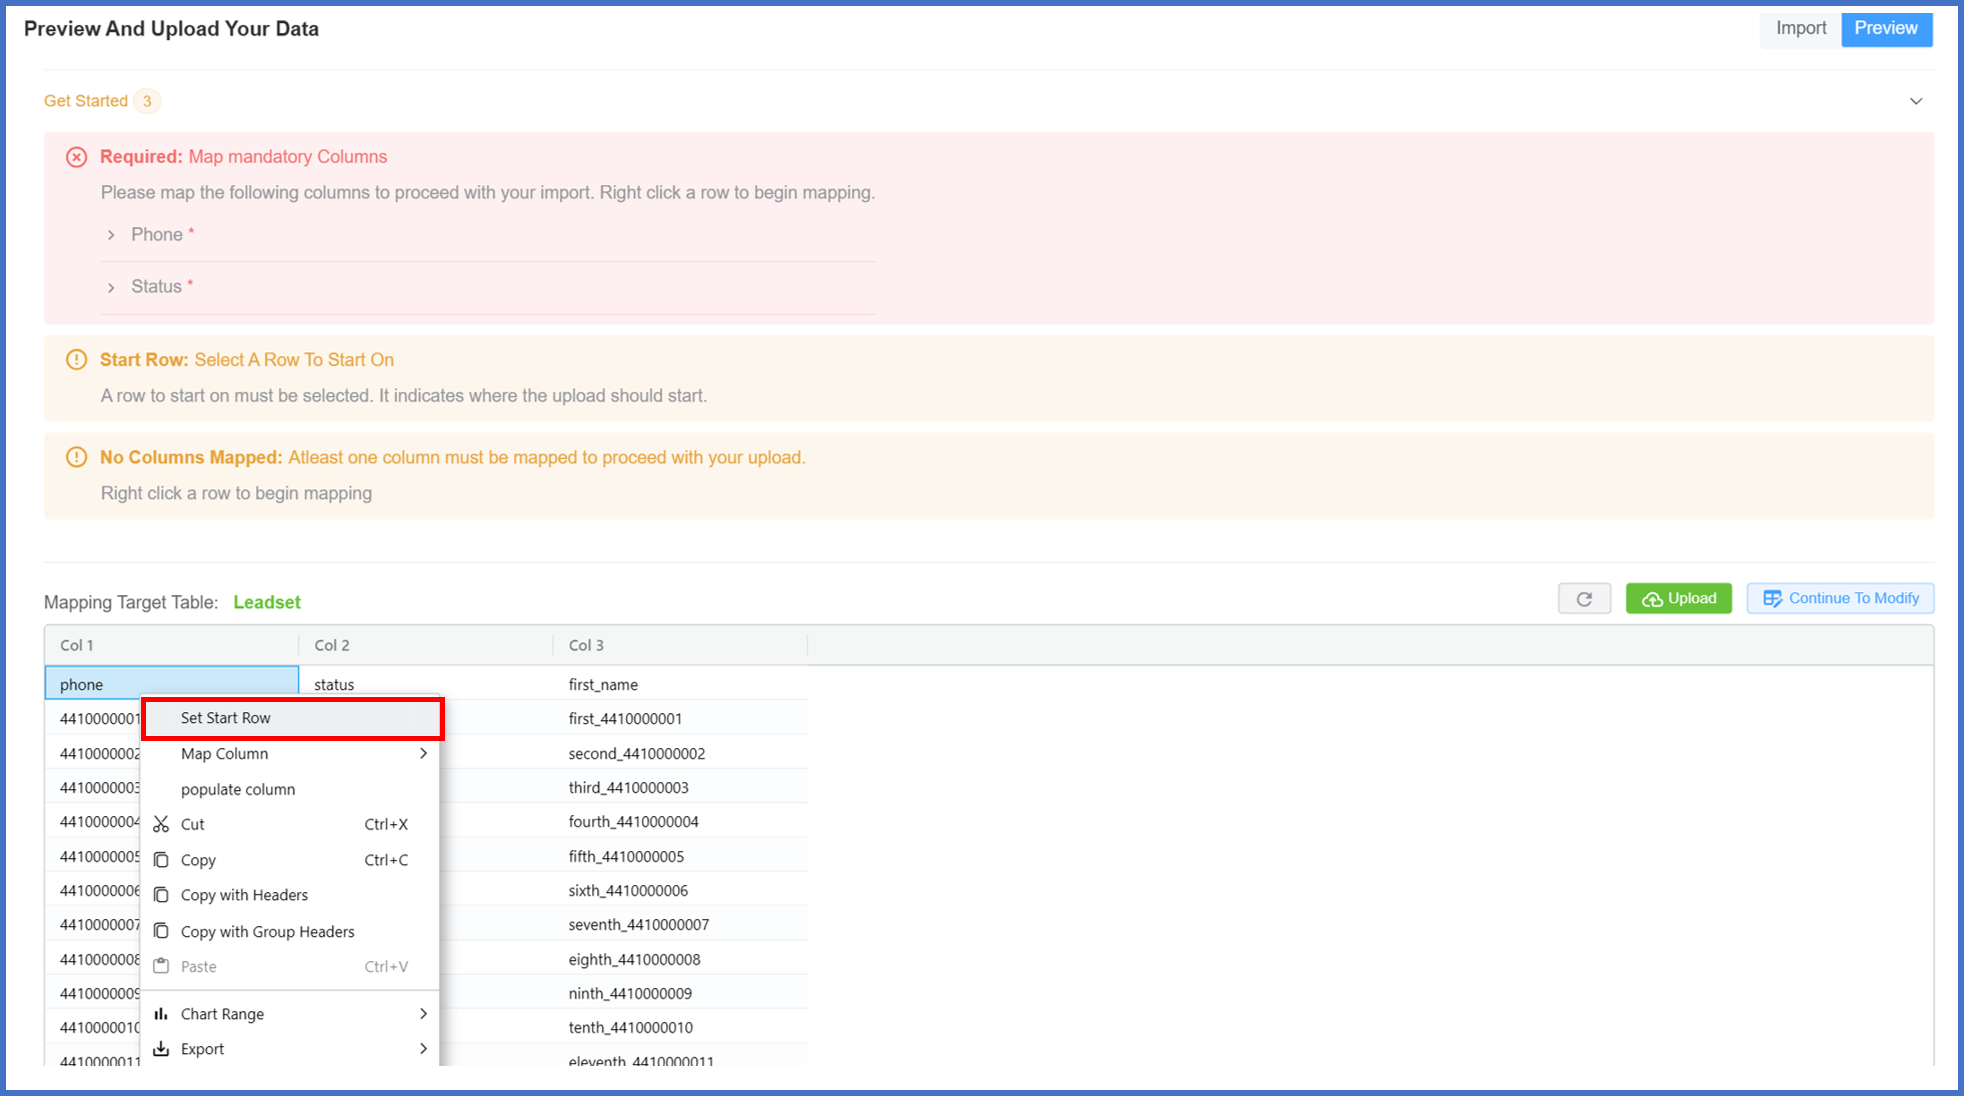 Preview And Upload Your Data
Import Preview
Get Started 3
Required: Map mandatory Columns
Please map the following columns to proceed with your import. Right click a row to begin mapping.
Phone *
Status *
Start Row: Select A Row To Start On
A row to start on must be selected. It indicates where the upload should start.
No Columns Mapped: Atleast one column must be mapped to proceed with your upload.
Right click a row to begin mapping
Mapping Target Table: Leadset
Upload Continue To Modify
Col 1 Col 2 Col 3
phone status first_name
4410000001 first_4410000001
4410000002 second_4410000002
4410000003 third_4410000003
4410000004 fourth_4410000004
4410000005 fifth_4410000005
4410000006 sixth_4410000006
4410000007 seventh_4410000007
4410000008 eighth_4410000008
4410000009 ninth_4410000009
4410000010 tenth_4410000010
4410000011 eleventh_4410000011
Set Start Row
Map Column
populate column
Cut Ctrl+X
Copy Ctrl+C
Copy with Headers
Copy with Group Headers
Paste Ctrl+V
Chart Range
Export